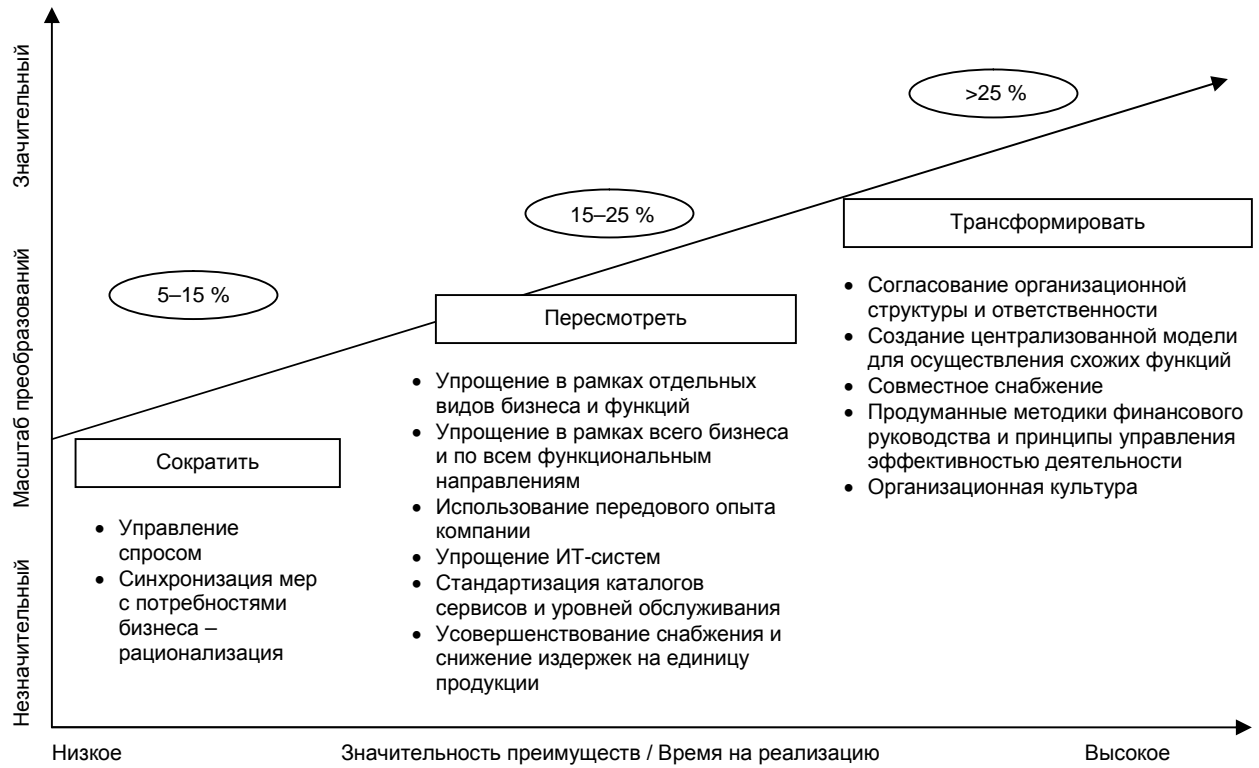 Значительный
Масштаб преобразований
Незначительный
>25 %
15–25 %
5–15 %
Трансформировать
• Согласование организационной
структуры и ответственности
• Создание централизованной модели
для осуществления схожих функций
• Совместное снабжение
• Продуманные методики финансового
руководства и принципы управления
эффективностью деятельности
• Организационная культура
Пересмотреть
• Упрощение в рамках отдельных
видов бизнеса и функций
• Упрощение в рамках всего бизнеса
и по всем функциональным
направлениям
• Использование передового опыта
компании
• Упрощение ИТ-систем
• Стандартизация каталогов
сервисов и уровней обслуживания
• Усовершенствование снабжения и
снижение издержек на единицу
продукции
Сократить
• Управление
спросом
• Синхронизация мер
с потребностями
бизнеса –
рационализация
Низкое
Значительность преимуществ / Время на реализацию
Высокое